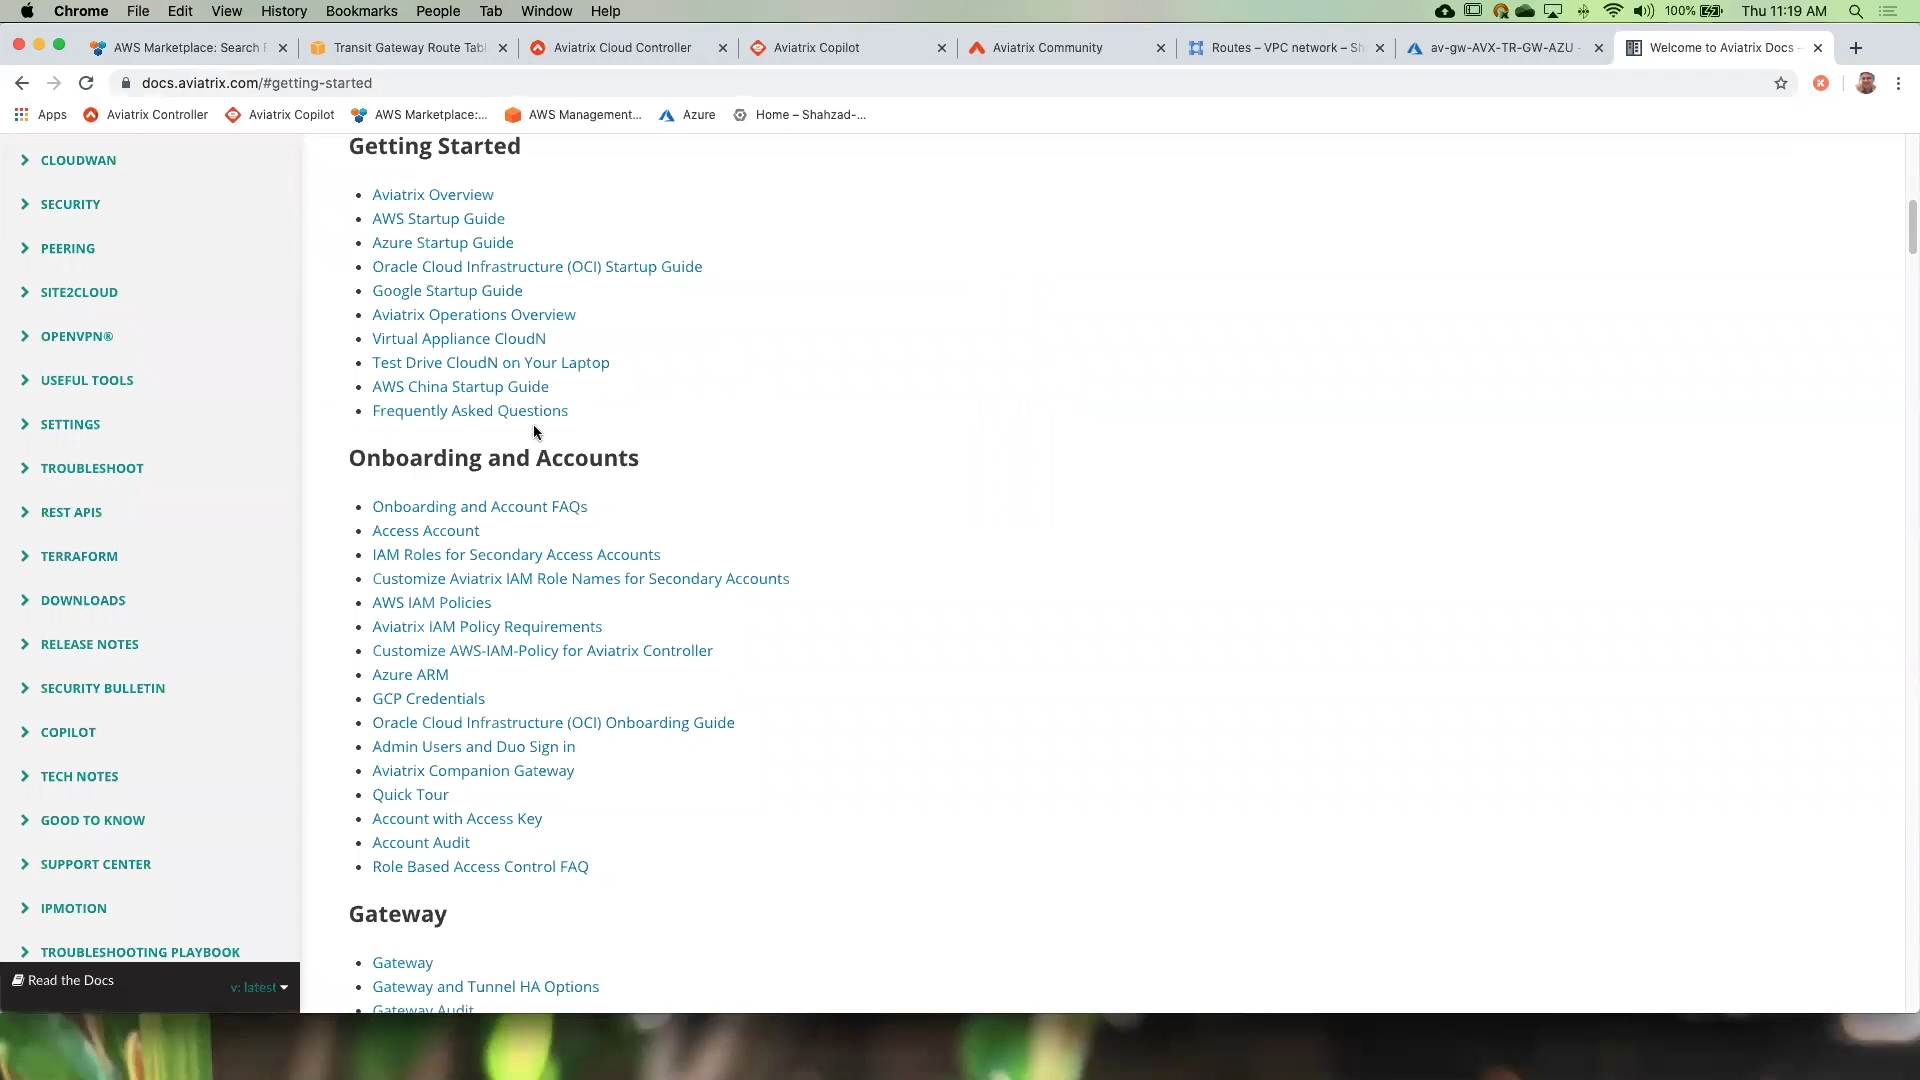 Chrome File Edit View History Bookmarks People Tab Window Help 100% Thu 11:19 AM
AWS Marketplace: Search Transit Gateway Route Tab Aviatrix Cloud Controller Aviatrix Copilot Aviatrix Community Routes – VPC network – Sh av-gw-AVX-TR-GW-AZU - Welcome to Aviatrix Docs
docs.aviatrix.com/#getting-started
Apps Aviatrix Controller Aviatrix Copilot AWS Marketplace:... AWS Management... Azure Home – Shahzad-...
CLOUDWAN
SECURITY
PEERING
SITE2CLOUD
OPENVPN®
USEFUL TOOLS
SETTINGS
TROUBLESHOOT
REST APIS
TERRAFORM
DOWNLOADS
RELEASE NOTES
SECURITY BULLETIN
COPILOT
TECH NOTES
GOOD TO KNOW
SUPPORT CENTER
IPMOTION
TROUBLESHOOTING PLAYBOOK
Read the Docs v: latest
Getting Started
Aviatrix Overview
AWS Startup Guide
Azure Startup Guide
Oracle Cloud Infrastructure (OCI) Startup Guide
Google Startup Guide
Aviatrix Operations Overview
Virtual Appliance CloudN
Test Drive CloudN on Your Laptop
AWS China Startup Guide
Frequently Asked Questions
Onboarding and Accounts
Onboarding and Account FAQs
Access Account
IAM Roles for Secondary Access Accounts
Customize Aviatrix IAM Role Names for Secondary Accounts
AWS IAM Policies
Aviatrix IAM Policy Requirements
Customize AWS-IAM-Policy for Aviatrix Controller
Azure ARM
GCP Credentials
Oracle Cloud Infrastructure (OCI) Onboarding Guide
Admin Users and Duo Sign in
Aviatrix Companion Gateway
Quick Tour
Account with Access Key
Account Audit
Role Based Access Control FAQ
Gateway
Gateway
Gateway and Tunnel HA Options
Gateway Audit